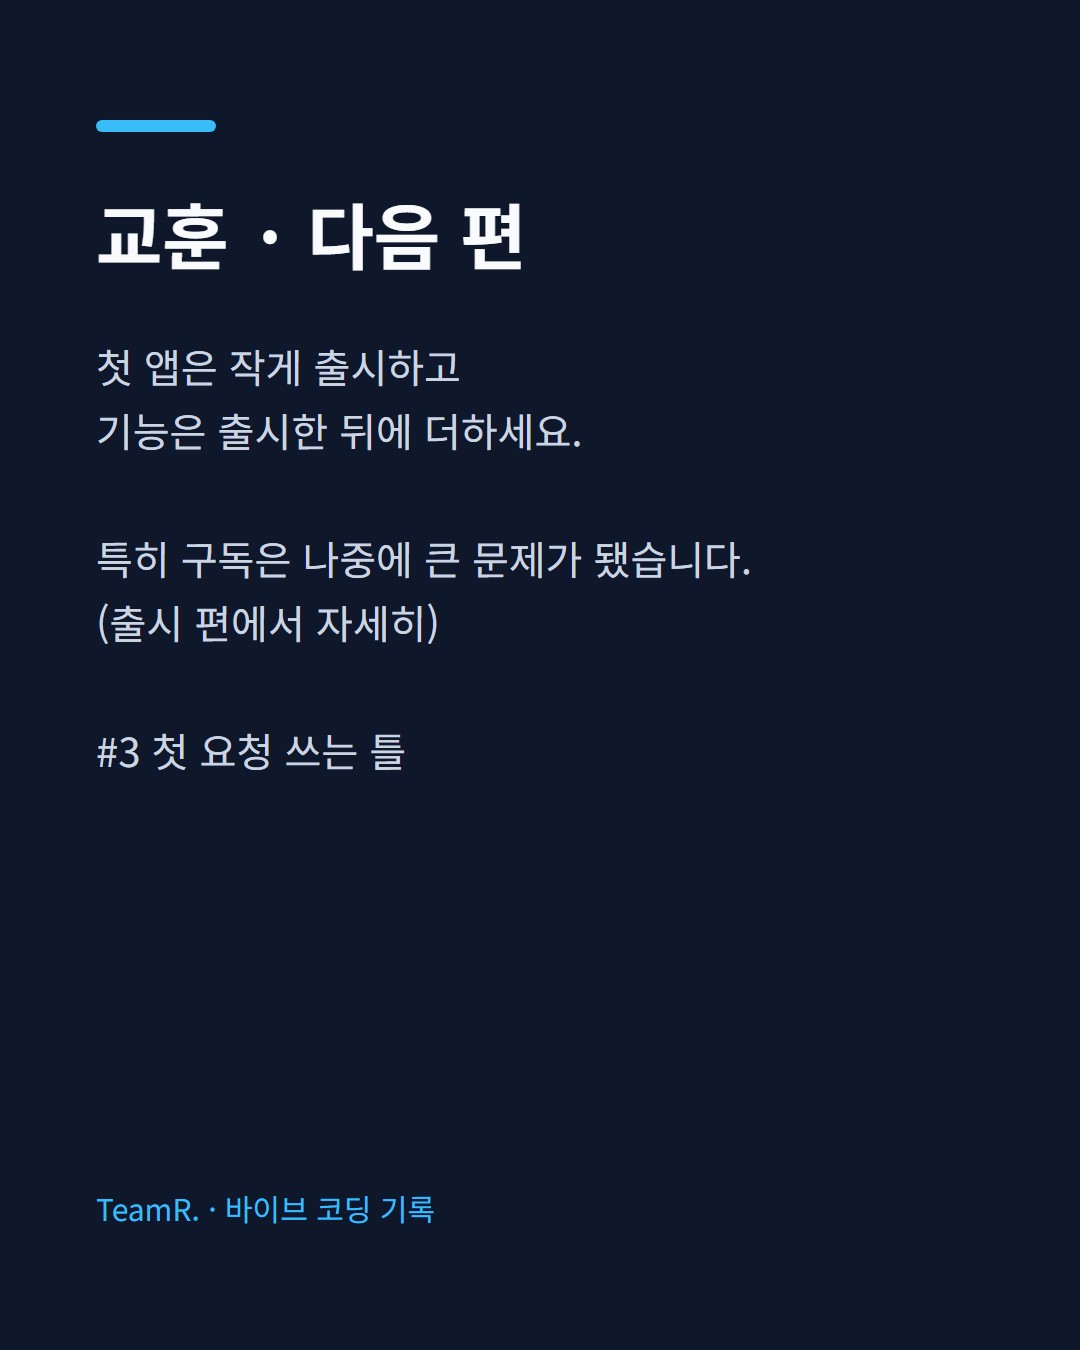 교훈 · 다음 편
첫 앱은 작게 출시하고
기능은 출시한 뒤에 더하세요.
특히 구독은 나중에 큰 문제가 됐습니다.
(출시 편에서 자세히)
#3 첫 요청 쓰는 틀
TeamR. · 바이브 코딩 기록